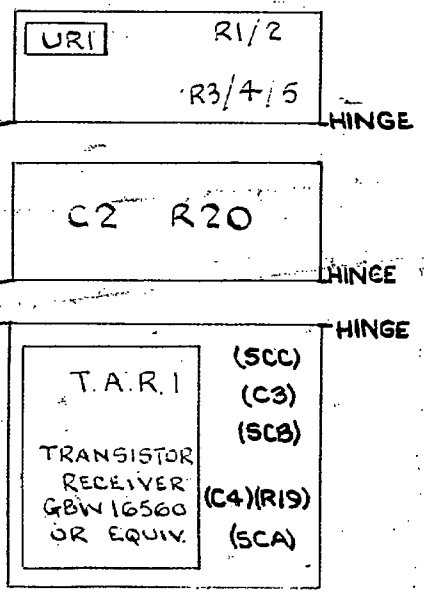 UR1 R1/2
R3/4/5
HINGE
C2 R20
HINGE
HINGE
T.A.R.1
TRANSISTOR
RECEIVER
GBW 16560
OR EQUIV.
(SCC)
(C3)
(SCB)
(C4)(R19)
(SCA)